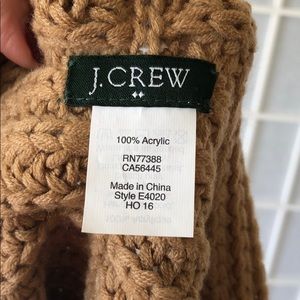 J.CREW
100% Acrylic
RN77388
CA56445
Made in China
Style E4020
HO 16